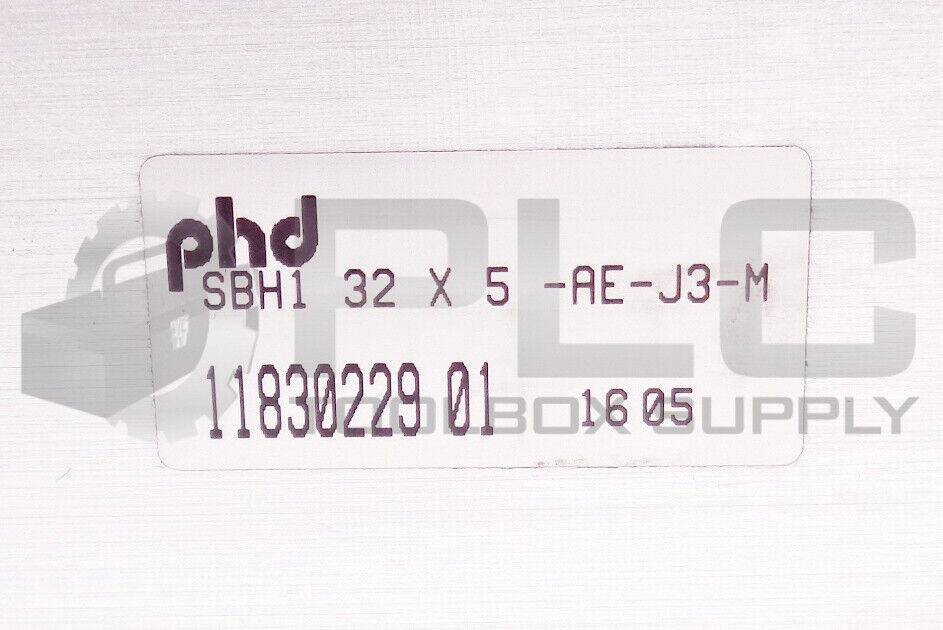 phd
SBH1 32 X 5 -AE-J3-M
11830229 01 16 05
PLC
TOOLBOX SUPPLY